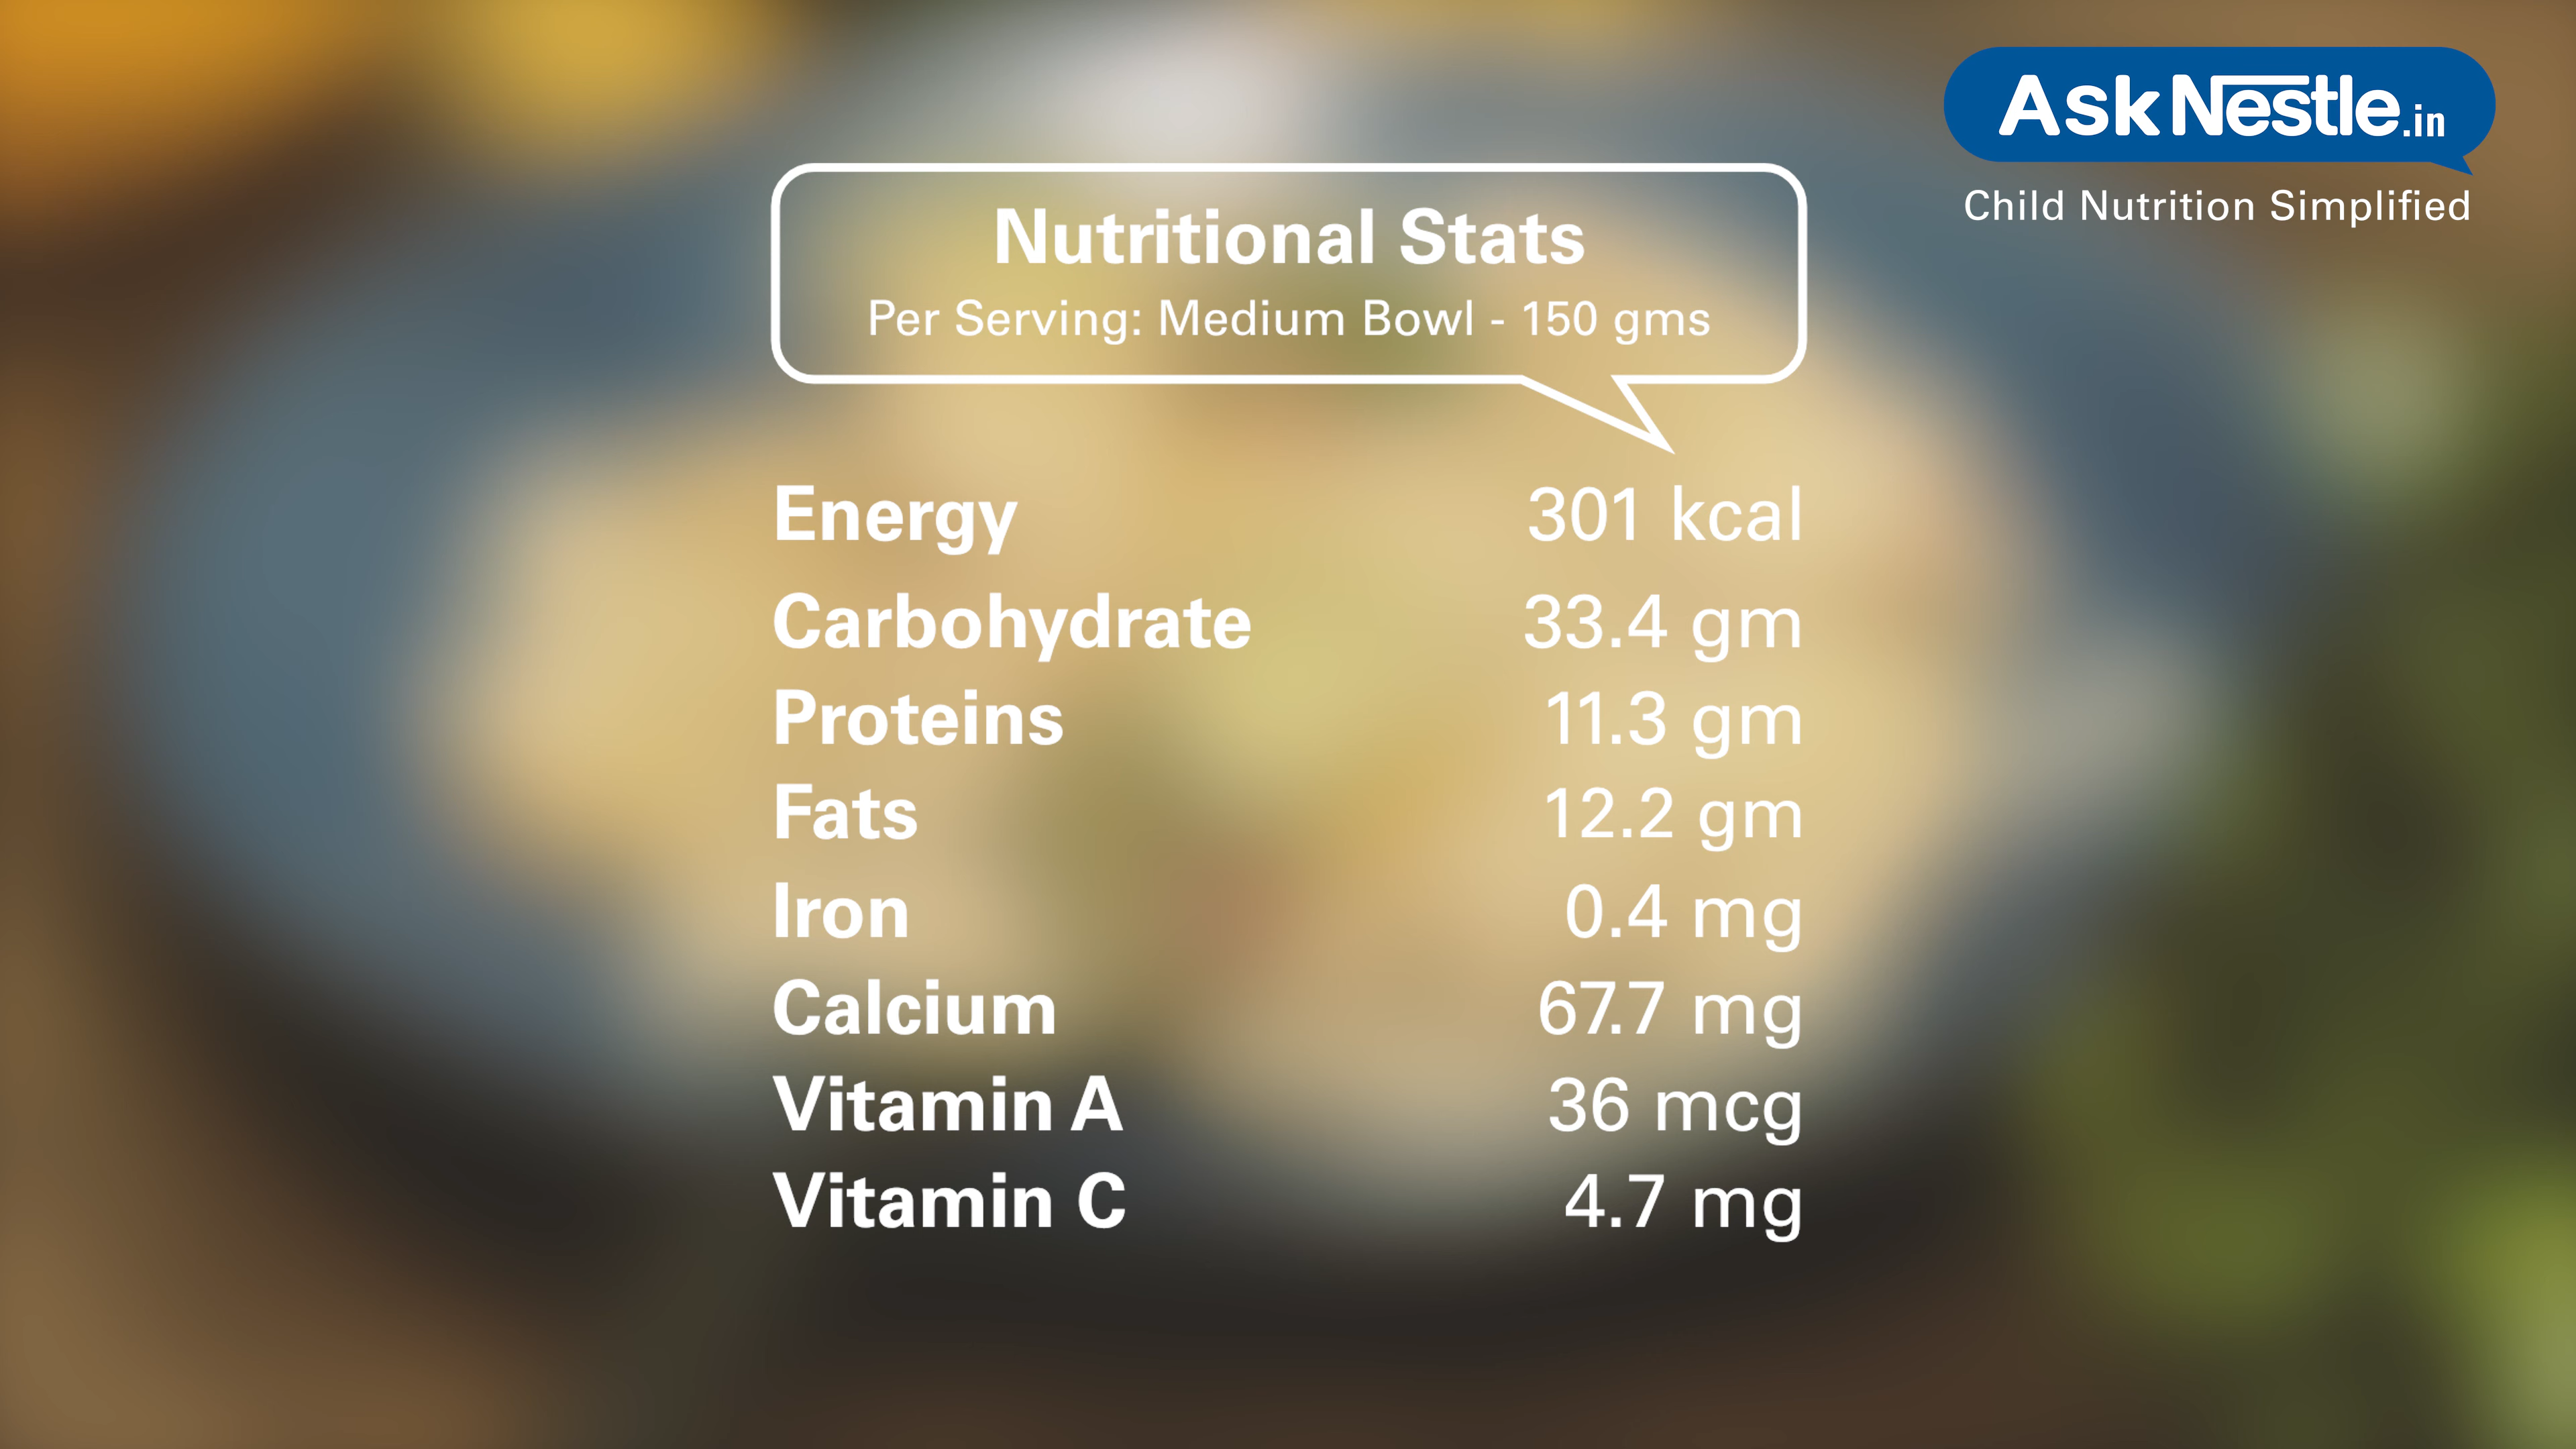 AskNestle.in
Child Nutrition Simplified
Nutritional Stats
Per Serving: Medium Bowl - 150 gms
Energy 301 kcal
Carbohydrate 33.4 gm
Proteins 11.3 gm
Fats 12.2 gm
Iron 0.4 mg
Calcium 67.7 mg
Vitamin A 36 mcg
Vitamin C 4.7 mg